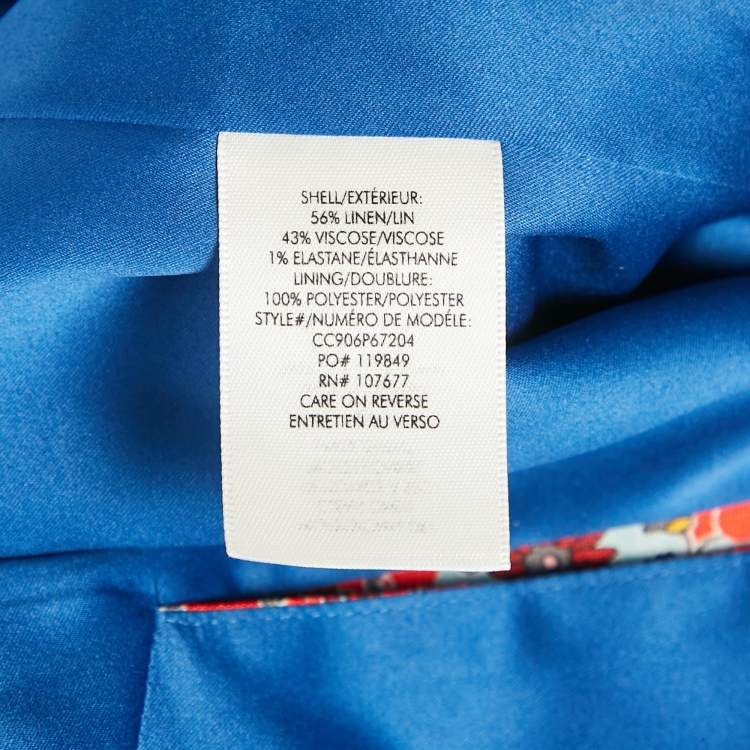 SHELL/EXTÉRIEUR:
56% LINEN/LIN
43% VISCOSE/VISCOSE
1% ELASTANE/ÉLASTHANNE
LINING/DOUBLURE:
100% POLYESTER/POLYESTER
STYLE#/NUMÉRO DE MODÉLE:
CC906P67204
PO# 119849
RN# 107677
CARE ON REVERSE
ENTRETIEN AU VERSO